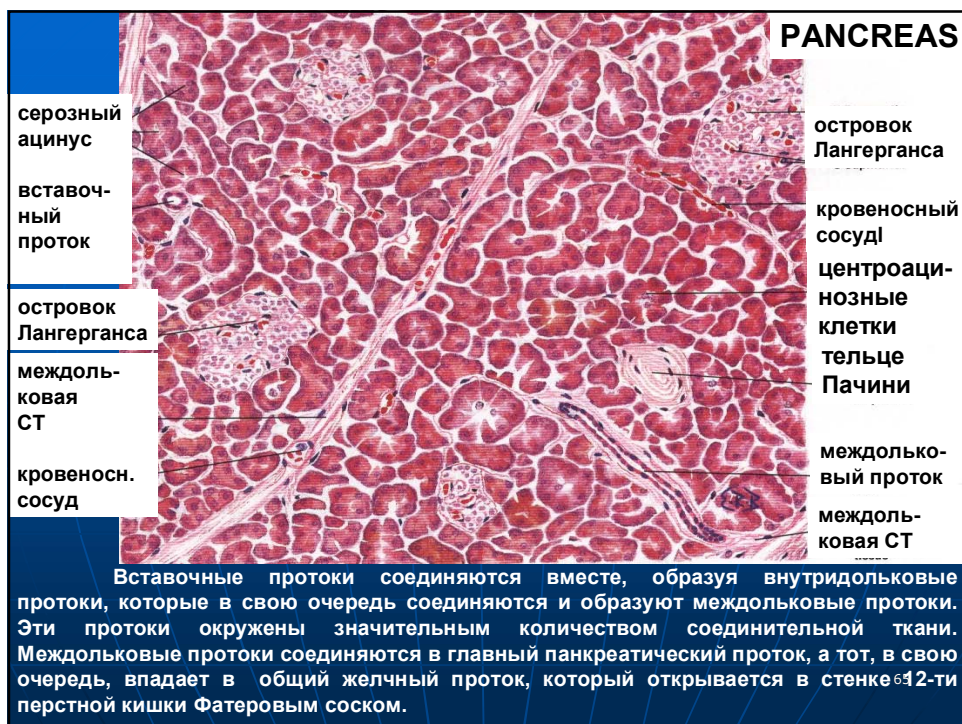 PANCREAS
серозный
ацинус
вставоч-
ный
проток
островок
Лангерганса
междоль-
ковая
СТ
кровеносн.
сосуд
островок
Лангерганса
кровеносный
сосудl
центроаци-
нозные
клетки
тельце
Пачини
междолько-
вый проток
междоль-
ковая СТ
Вставочные протоки соединяются вместе, образуя внутридольковые
протоки, которые в свою очередь соединяются и образуют междольковые протоки.
Эти протоки окружены значительным количеством соединительной ткани.
Междольковые протоки соединяются в главный панкреатический проток, а тот, в свою
очередь, впадает в общий желчный проток, который открывается в стенке 12-ти
перстной кишки Фатеровым соском.